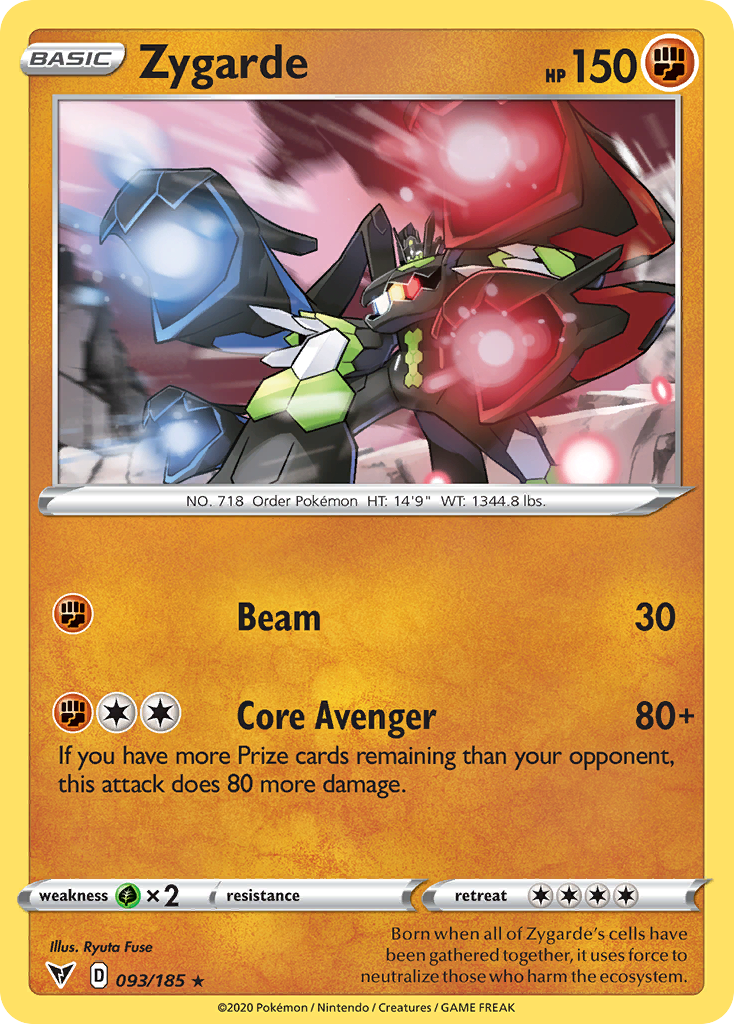 BASIC Zygarde HP 150
NO. 718 Order Pokémon HT: 14'9" WT: 1344.8 lbs.
Beam 30
Core Avenger 80+
If you have more Prize cards remaining than your opponent,
this attack does 80 more damage.
weakness ×2 resistance retreat
Illus. Ryuta Fuse
Born when all of Zygarde's cells have
been gathered together, it uses force to
neutralize those who harm the ecosystem.
D 093/185 ★
©2020 Pokémon / Nintendo / Creatures / GAME FREAK